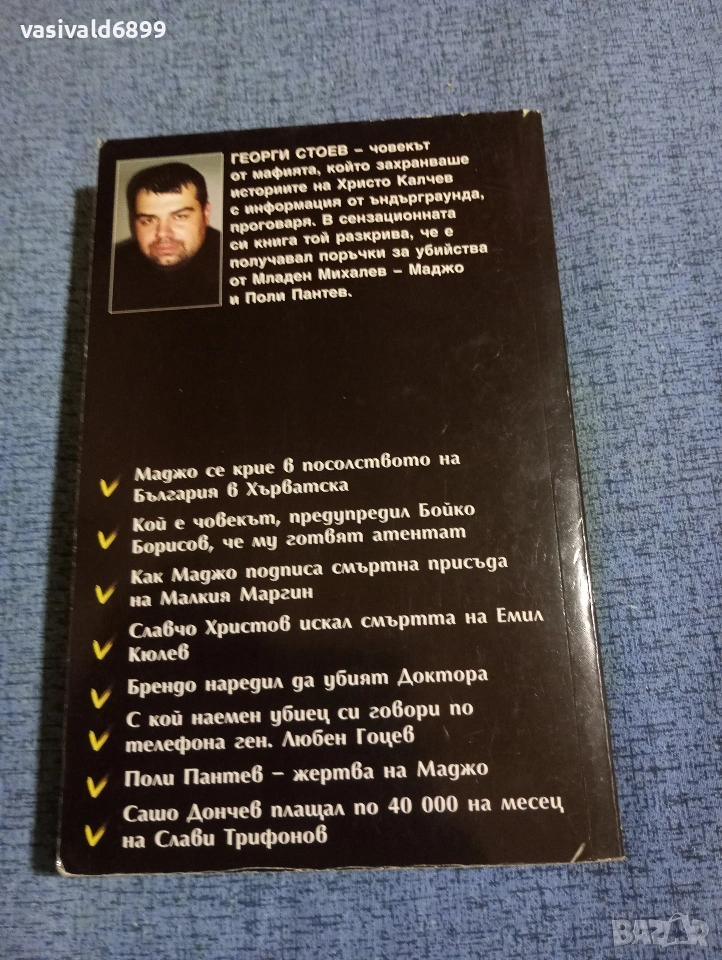 vasivald6899
ГЕОРГИ СТОЕВ – човекът
от мафията, който захранваше
историите на Христо Калчев
с информация от ъндърграунда,
проговаря. В сензационната
си книга той разкрива, че е
получавал поръчки за убийства
от Младен Михалев – Маджо
и Поли Пантев.
Маджо се крие в посолството на
България в Хърватска
Кой е човекът, предупредил Бойко
Борисов, че му готвят атентат
Как Маджо подписа смъртна присъда
на Малкия Маргин
Славчо Христов искал смъртта на Емил
Кюлев
Брендо наредил да убият Доктора
С кой наемен убиец си говори по
телефона ген. Любен Гоцев
Поли Пантев – жертва на Маджо
Сашо Дончев плащал по 40 000 на месец
на Слави Трифонов
BAZAR